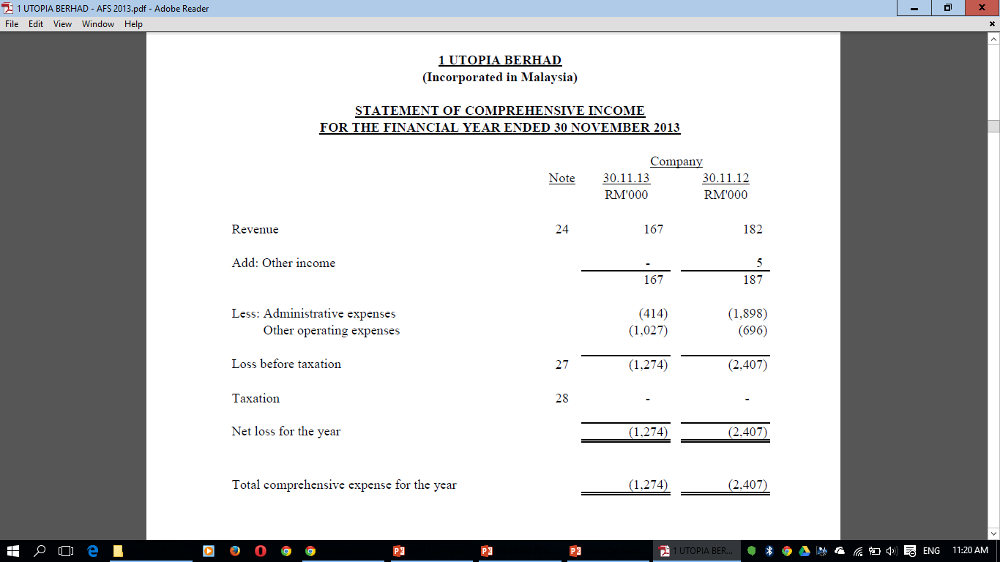 1 UTOPIA BERHAD - AFS 2013.pdf - Adobe Reader
File Edit View Window Help
1 UTOPIA BERHAD
(Incorporated in Malaysia)
STATEMENT OF COMPREHENSIVE INCOME
FOR THE FINANCIAL YEAR ENDED 30 NOVEMBER 2013
Company
Note 30.11.13 30.11.12
RM'000 RM'000
Revenue 24 167 182
Add: Other income - 5
167 187
Less: Administrative expenses (414) (1,898)
Other operating expenses (1,027) (696)
Loss before taxation 27 (1,274) (2,407)
Taxation 28 - -
Net loss for the year (1,274) (2,407)
Total comprehensive expense for the year (1,274) (2,407)
1 UTOPIA BER... ENG 11:20 AM